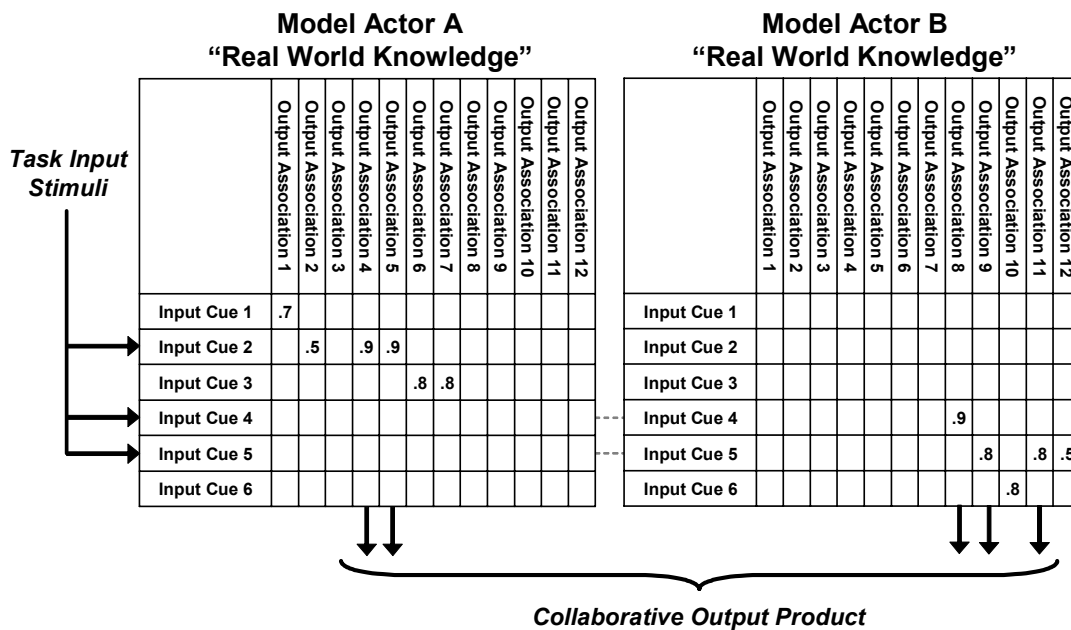 Model Actor A
“Real World Knowledge”
Model Actor B
“Real World Knowledge”
Task Input
Stimuli
Output Association 1
Output Association 2
Output Association 3
Output Association 4
Output Association 5
Output Association 6
Output Association 7
Output Association 8
Output Association 9
Output Association 10
Output Association 11
Output Association 12
Input Cue 1 .7
Input Cue 2 .5 .9 .9
Input Cue 3 .8 .8
Input Cue 4
Input Cue 5
Input Cue 6
Output Association 1
Output Association 2
Output Association 3
Output Association 4
Output Association 5
Output Association 6
Output Association 7
Output Association 8
Output Association 9
Output Association 10
Output Association 11
Output Association 12
Input Cue 1
Input Cue 2
Input Cue 3
Input Cue 4 .9
Input Cue 5 .8 .8 .5
Input Cue 6 .8
Collaborative Output Product